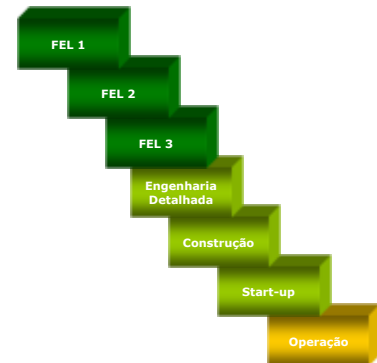 FEL 1
FEL 2
FEL 3
Engenharia
Detalhada
Construção
Start-up
Operação